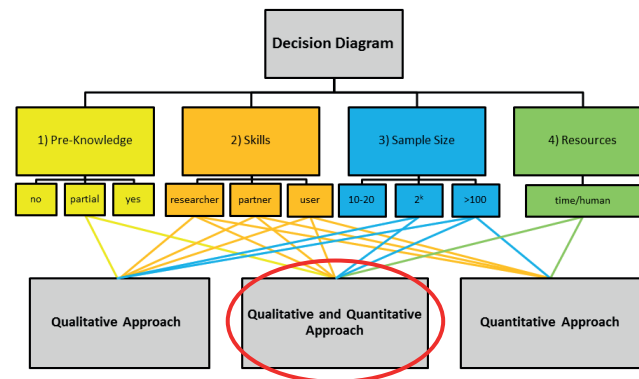 Decision Diagram
1) Pre-Knowledge
2) Skills
3) Sample Size
4) Resources
no
partial
yes
researcher
partner
user
10-20
2ᵏ
>100
time/human
Qualitative Approach
Qualitative and Quantitative
Approach
Quantitative Approach